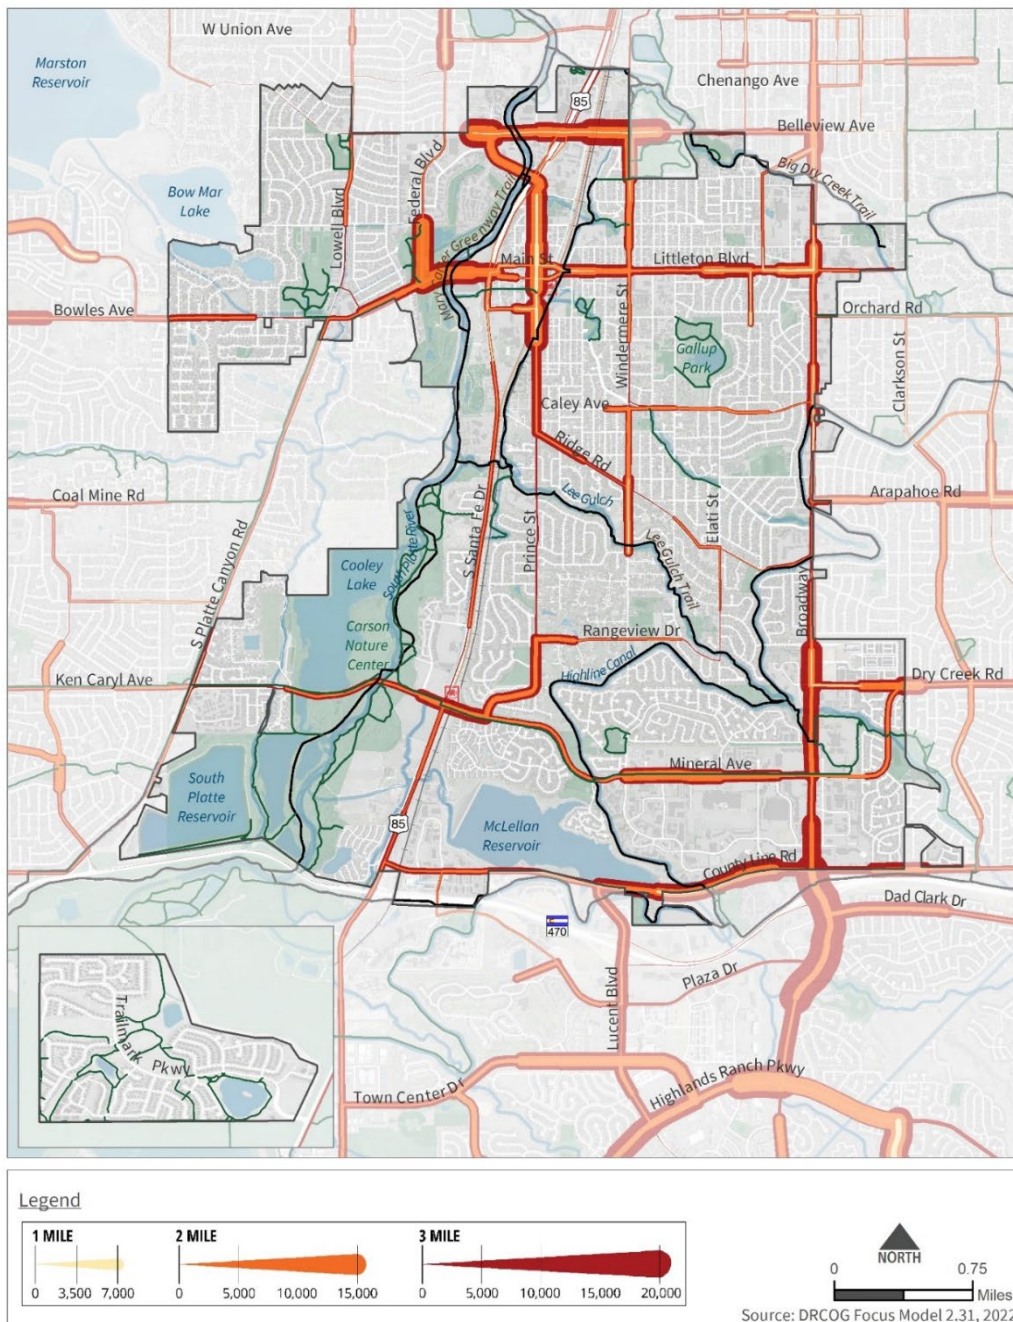 W Union Ave
Marston
Reservoir
Chenango Ave
85
Belleview Ave
Big Dry Creek Trail
Bow Mar
Lake
Federal Blvd
Lowell Blvd
Mary Carter Greenway Trail
Main St
Littleton Blvd
Bowles Ave
Orchard Rd
Windermere St
Gallup
Park
Clarkson St
Caley Ave
Ridge Rd
Coal Mine Rd
Lee Gulch
Arapahoe Rd
S Santa Fe Dr
Prince St
Elati St
South Platte River
Cooley
Lake
S Platte Canyon Rd
Lee Gulch Trail
Broadway
Carson
Nature
Center
Rangeview Dr
Highline Canal
Ken Caryl Ave
Dry Creek Rd
Mineral Ave
South
Platte
Reservoir
85
McLellan
Reservoir
County Line Rd
Dad Clark Dr
470
Plaza Dr
Lucent Blvd
Trailmark
Pkwy
Town Center Dr
Highlands Ranch Pkwy
Legend
1 MILE 2 MILE 3 MILE
0 3,500 7,000 0 5,000 10,000 15,000 0 5,000 10,000 15,000 20,000
NORTH
0 0.75
Miles
Source: DRCOG Focus Model 2.31, 2022